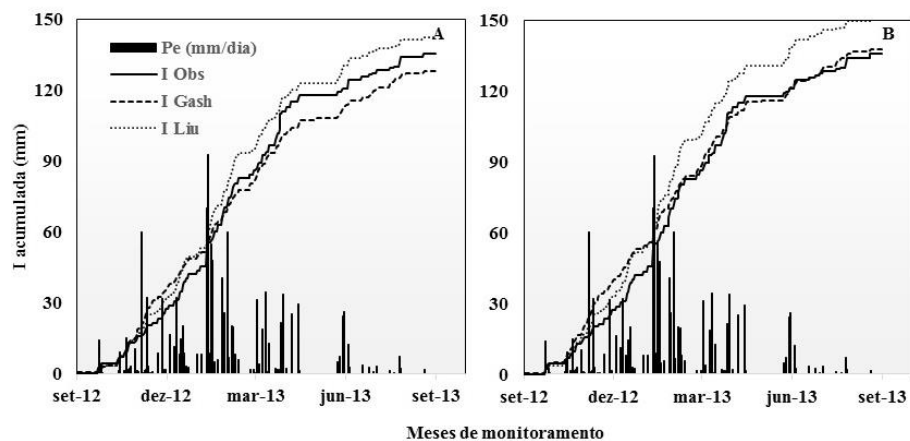 150
A
B
Pe (mm/dia)
I Obs
I Gash
I Liu
120
90
60
30
0
I acumulada (mm)
150
120
90
60
30
0
set-12 dez-12 mar-13 jun-13 set-13
set-12 dez-12 mar-13 jun-13 set-13
Meses de monitoramento